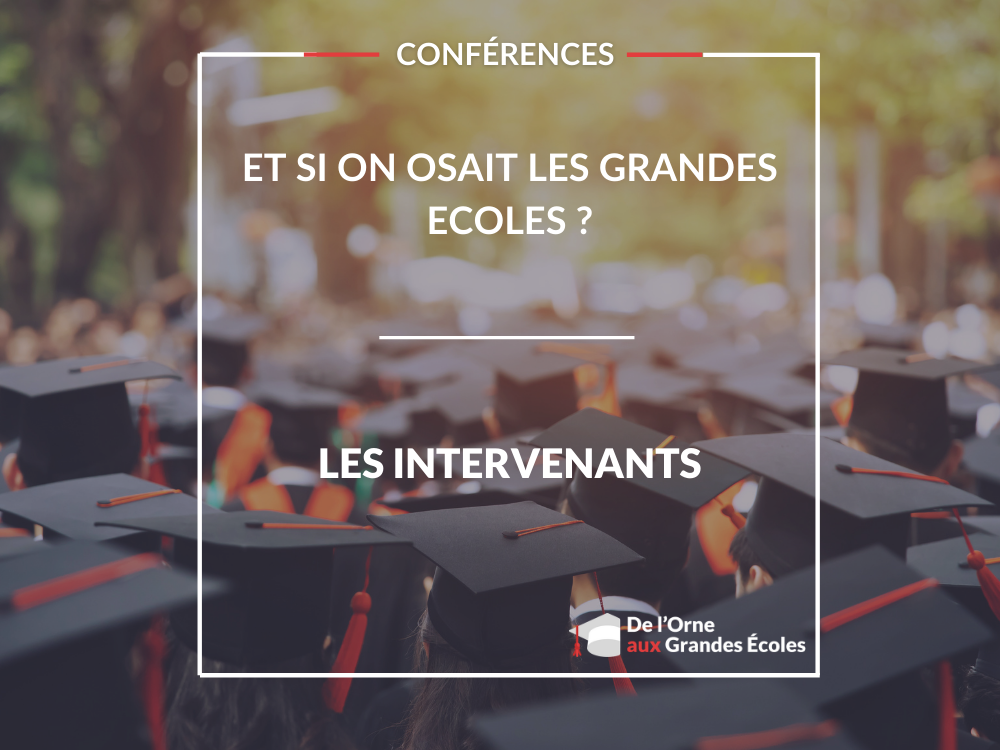 CONFÉRENCES
ET SI ON OSAIT LES GRANDES
ECOLES ?
LES INTERVENANTS
De l'Orne
aux Grandes Écoles